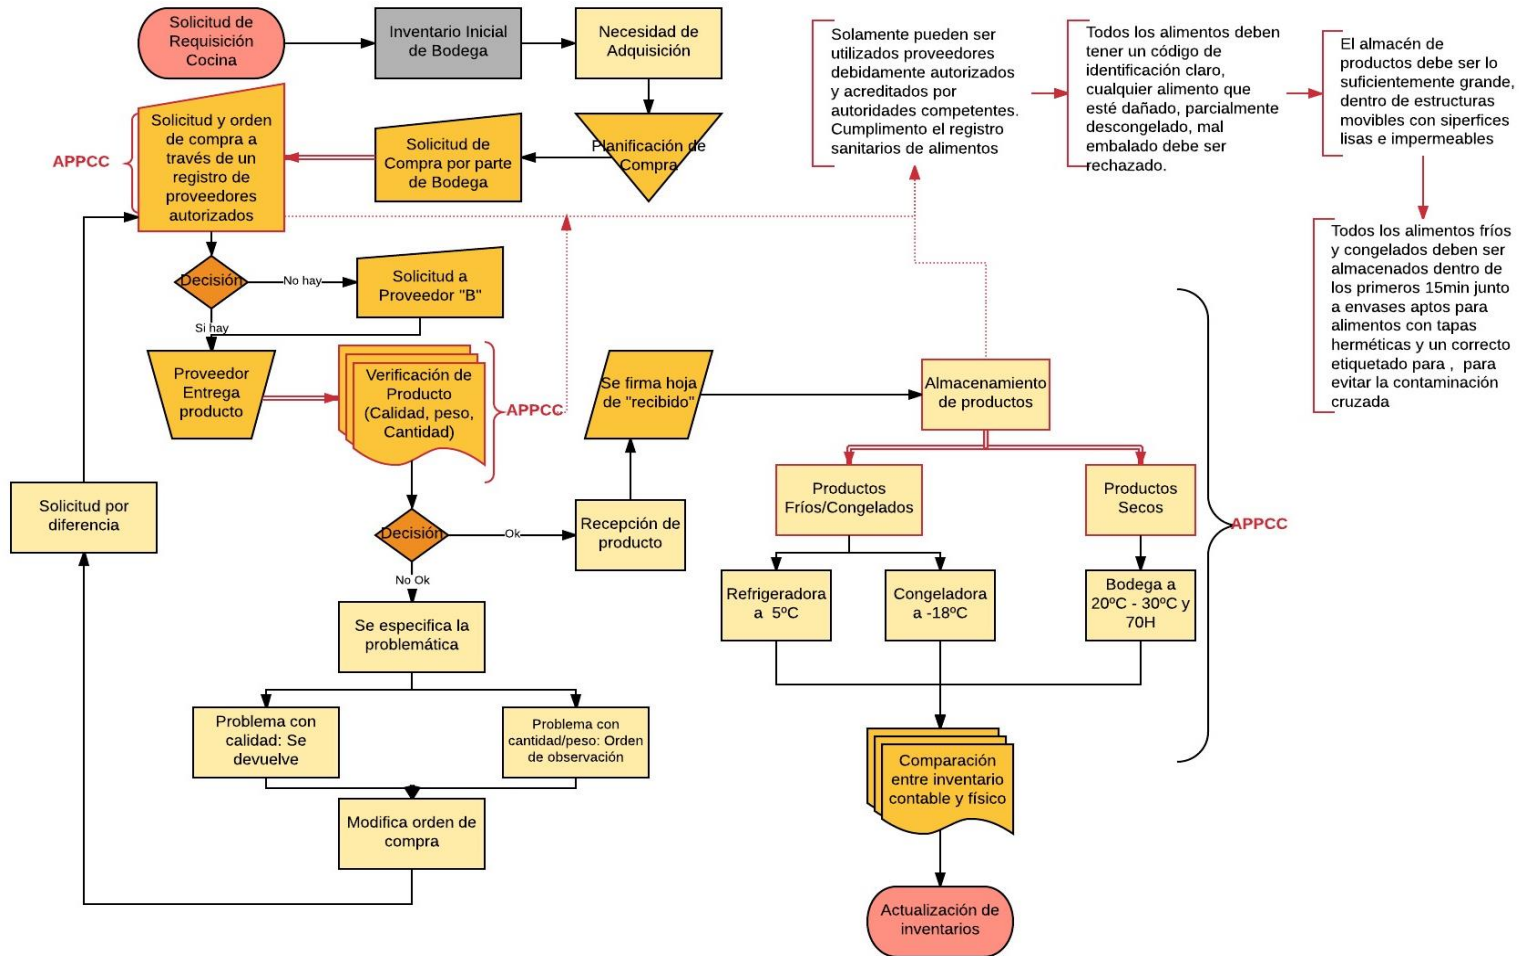 Solicitud de
Requisición
Cocina
Inventario Inicial
de Bodega
Necesidad de
Adquisición
Solamente pueden ser
utilizados proveedores
debidamente autorizados
y acreditados por
autoridades competentes.
Cumplimento el registro
sanitarios de alimentos
Todos los alimentos deben
tener un código de
identificación claro,
cualquier alimento que
esté dañado, parcialmente
descongelado, mal
embalado debe ser
rechazado.
El almacén de
productos debe ser lo
suficientemente grande,
dentro de estructuras
movibles con siperfices
lisas e impermeables
Todos los alimentos fríos
y congelados deben ser
almacenados dentro de
los primeros 15min junto
a envases aptos para
alimentos con tapas
herméticas y un correcto
etiquetado para , para
evitar la contaminación
cruzada
APPCC
Solicitud y orden
de compra a
través de un
registro de
proveedores
autorizados
Solicitud de
Compra por parte
de Bodega
Planificación de
Compra
Decisión
No hay
Solicitud a
Proveedor "B"
Si hay
Proveedor
Entrega
producto
Verificación de
Producto
(Calidad, peso,
Cantidad)
APPCC
Se firma hoja
de "recibido"
Almacenamiento
de productos
Productos
Fríos/Congelados
Productos
Secos
APPCC
Solicitud por
diferencia
Decisión
Ok
Recepción de
producto
No Ok
Refrigeradora
a 5ºC
Congeladora
a -18ºC
Bodega a
20ºC - 30ºC y
70H
Se especifica la
problemática
Problema con
calidad: Se
devuelve
Problema con
cantidad/peso: Orden
de observación
Modifica orden de
compra
Comparación
entre inventario
contable y físico
Actualización de
inventarios